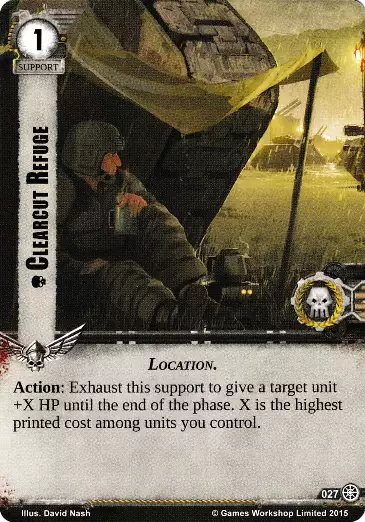 1
SUPPORT
Clearcut Refuge
Location.
Action: Exhaust this support to give a target unit
+X HP until the end of the phase. X is the highest
printed cost among units you control.
027
Illus. David Nash
© Games Workshop Limited 2015